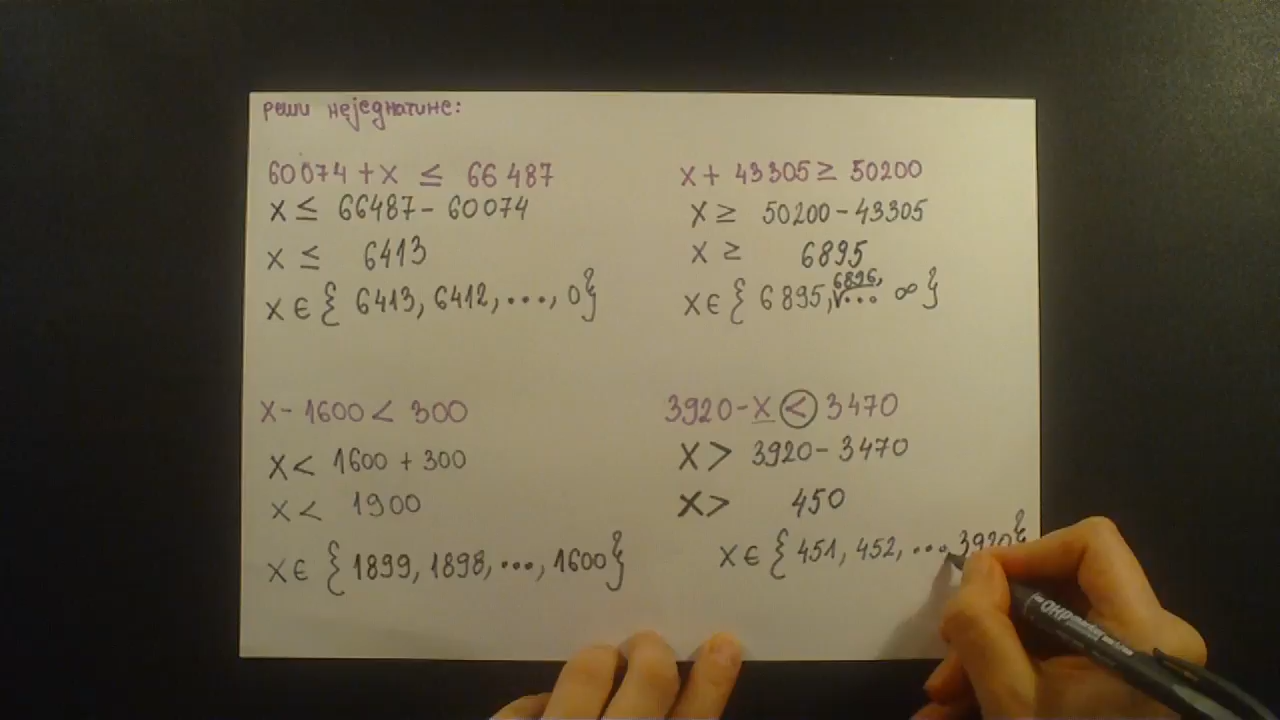 реши неједначине:
60074 + x ≤ 66487
x ≤ 66487 - 60074
x ≤ 6413
x ∈ { 6413, 6412, ..., 0}
x + 43305 ≥ 50200
x ≥ 50200 - 43305
x ≥ 6895
x ∈ { 6895, 6896, ... ∞ }
x - 1600 < 300
x < 1600 + 300
x < 1900
x ∈ { 1899, 1898, ..., 1600}
3920 - x < 3470
x > 3920 - 3470
x > 450
x ∈ { 451, 452, ..., 3920}
OHP